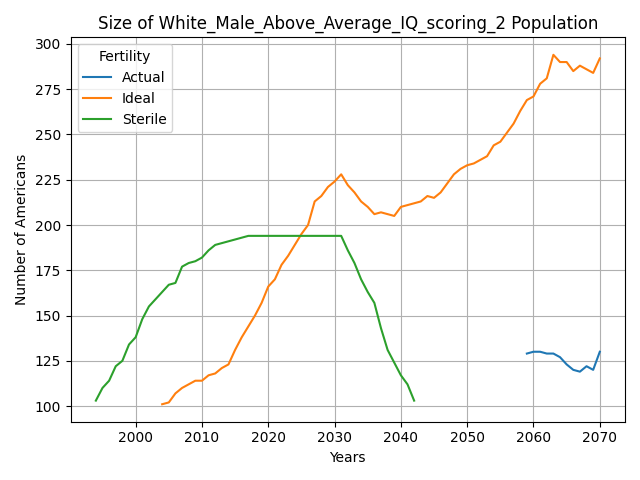 Size of White_Male_Above_Average_IQ_scoring_2 Population
Fertility
Actual
Ideal
Sterile
Number of Americans
300
275
250
225
200
175
150
125
100
2000 2010 2020 2030 2040 2050 2060 2070
Years